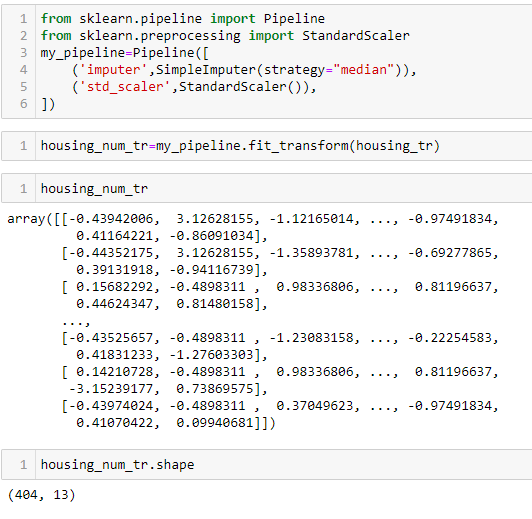 1 from sklearn.pipeline import Pipeline
2 from sklearn.preprocessing import StandardScaler
3 my_pipeline=Pipeline([
4     ('imputer',SimpleImputer(strategy="median")),
5     ('std_scaler',StandardScaler()),
6 ])
1 housing_num_tr=my_pipeline.fit_transform(housing_tr)
1 housing_num_tr
array([[-0.43942006,  3.12628155, -1.12165014, ..., -0.97491834,
         0.41164221, -0.86091034],
       [-0.44352175,  3.12628155, -1.35893781, ..., -0.69277865,
         0.39131918, -0.94116739],
       [ 0.15682292, -0.4898311 ,  0.98336806, ...,  0.81196637,
         0.44624347,  0.81480158],
       ...,
       [-0.43525657, -0.4898311 , -1.23083158, ..., -0.22254583,
         0.41831233, -1.27603303],
       [ 0.14210728, -0.4898311 ,  0.98336806, ...,  0.81196637,
        -3.15239177,  0.73869575],
       [-0.43974024, -0.4898311 ,  0.37049623, ..., -0.97491834,
         0.41070422,  0.09940681]])
1 housing_num_tr.shape
(404, 13)